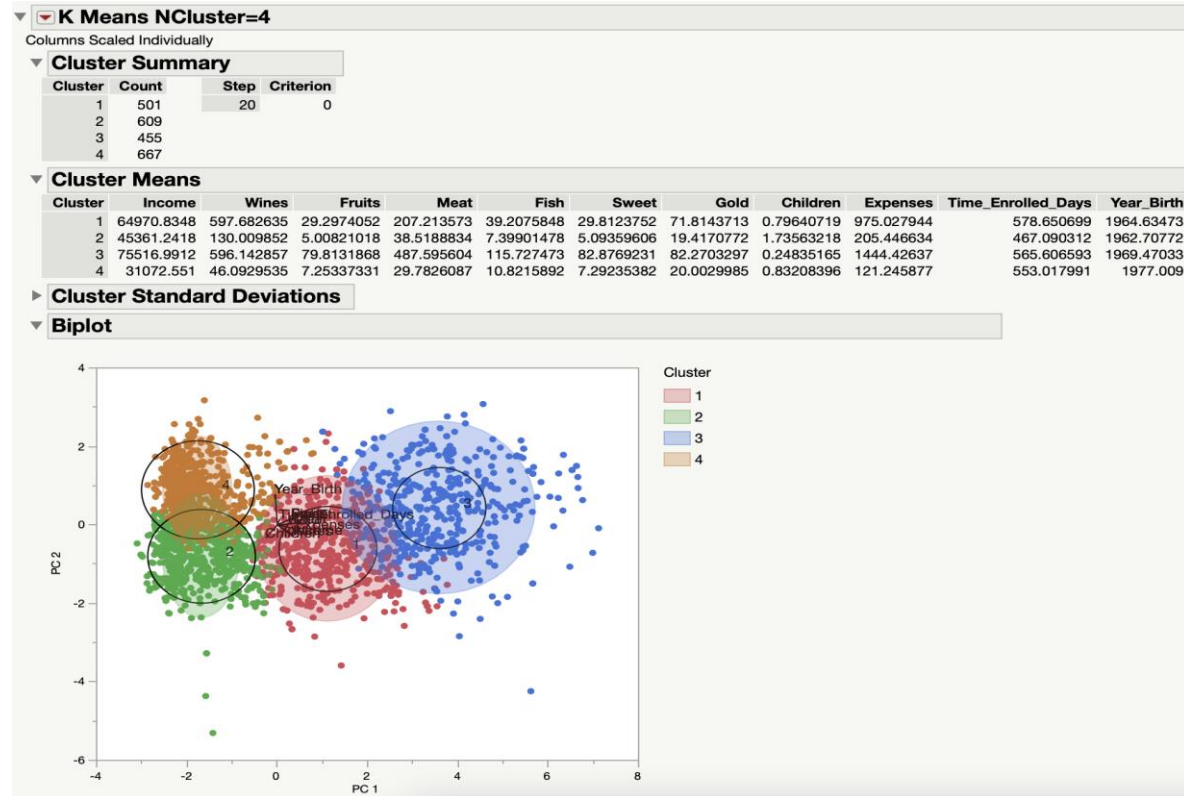 K Means NCluster=4
Columns Scaled Individually
Cluster Summary
Cluster Count Step Criterion
1 501 20 0
2 609
3 455
4 667
Cluster Means
Cluster Income Wines Fruits Meat Fish Sweet Gold Children Expenses Time_Enrolled_Days Year_Birth
1 64970.8348 597.682635 29.2974052 207.213573 39.2075848 29.8123752 71.8143713 0.79640719 975.027944 578.650699 1964.63473
2 45361.2418 130.009852 5.00821018 38.5188834 7.39901478 5.09359606 19.4170772 1.73563218 205.446634 467.090312 1962.70772
3 75516.9912 596.142857 79.8131868 487.595604 115.727473 82.8769231 82.2703297 0.24835165 1444.42637 565.606593 1969.47033
4 31072.551 46.0929535 7.25337331 29.7826087 10.8215892 7.29235382 20.0029985 0.83208396 121.245877 553.017991 1977.009
Cluster Standard Deviations
Biplot
Cluster
1
2
3
4
4
2
0
-2
-4
-6
PC 2
4
Year_Birth
3
Days
Expenses
Children
1
2
-4 -2 0 2 4 6 8
PC 1